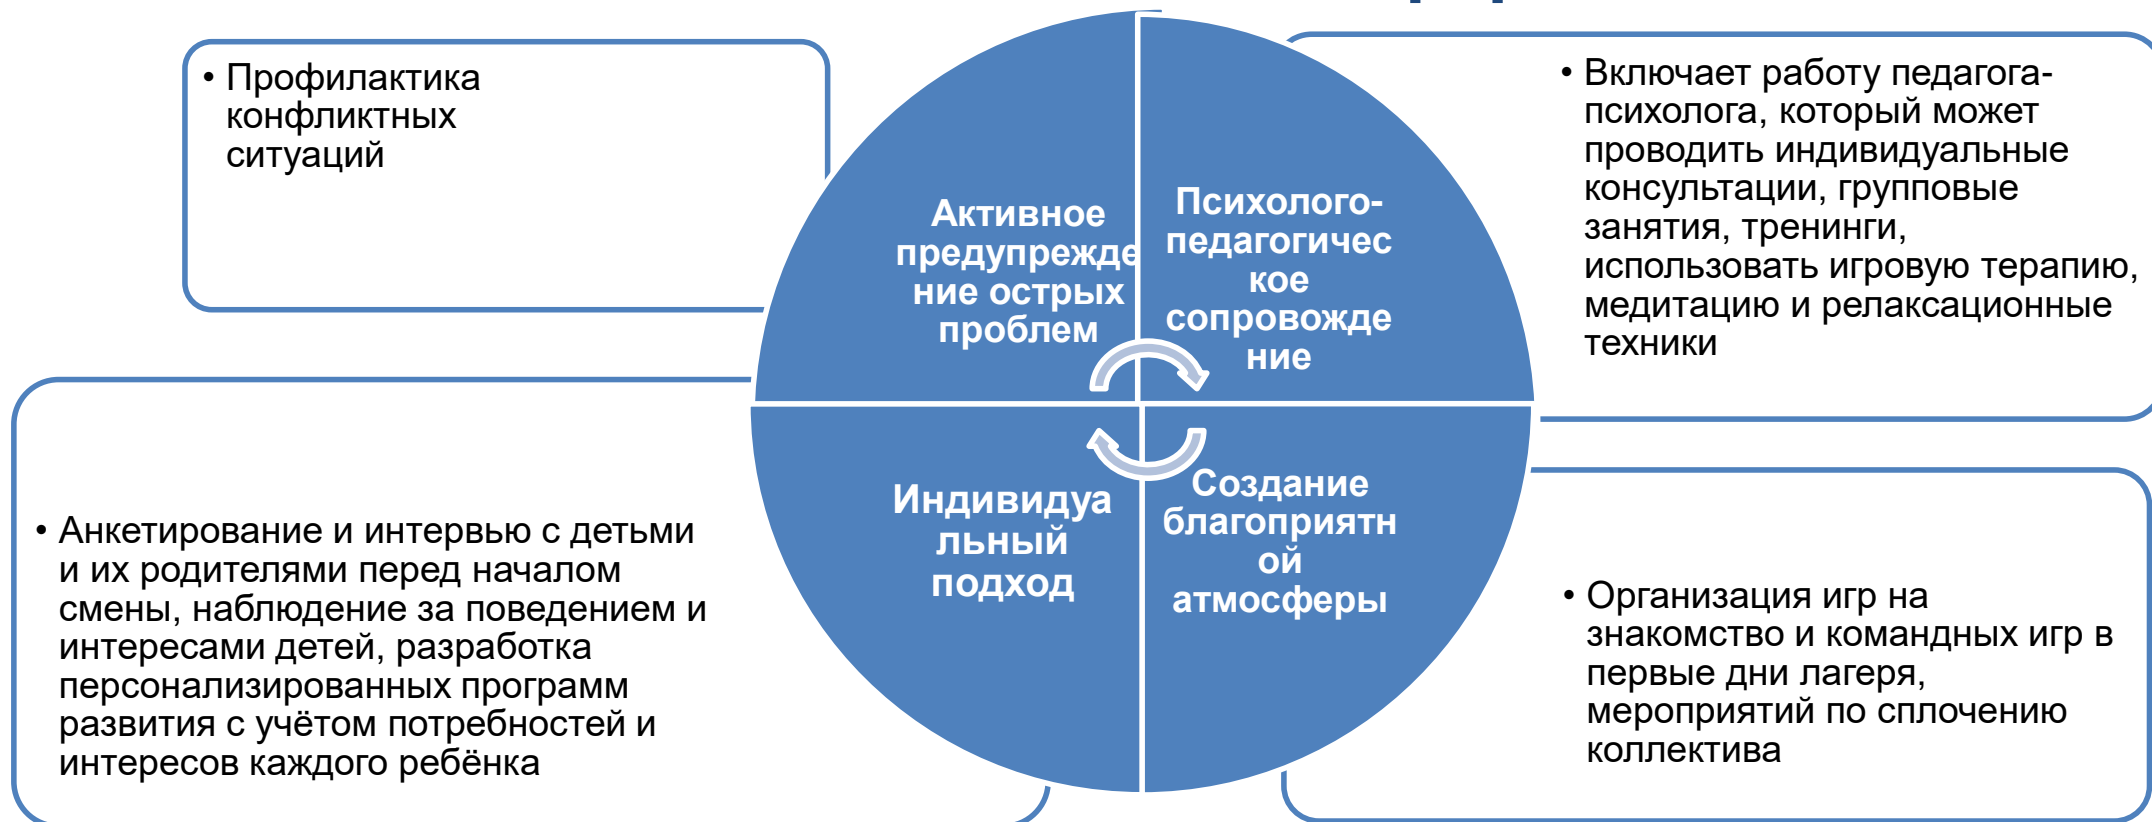 • Профилактика
конфликтных
ситуаций
Активное
предупрежде
ние острых
проблем
Психолого-
педагогичес
кое
сопровожде
ние
• Включает работу педагога-
психолога, который может
проводить индивидуальные
консультации, групповые
занятия, тренинги,
использовать игровую терапию,
медитацию и релаксационные
техники
• Анкетирование и интервью с детьми
и их родителями перед началом
смены, наблюдение за поведением и
интересами детей, разработка
персонализированных программ
развития с учётом потребностей и
интересов каждого ребёнка
Индивидуа
льный
подход
Создание
благоприятн
ой
атмосферы
• Организация игр на
знакомство и командных игр в
первые дни лагеря,
мероприятий по сплочению
коллектива